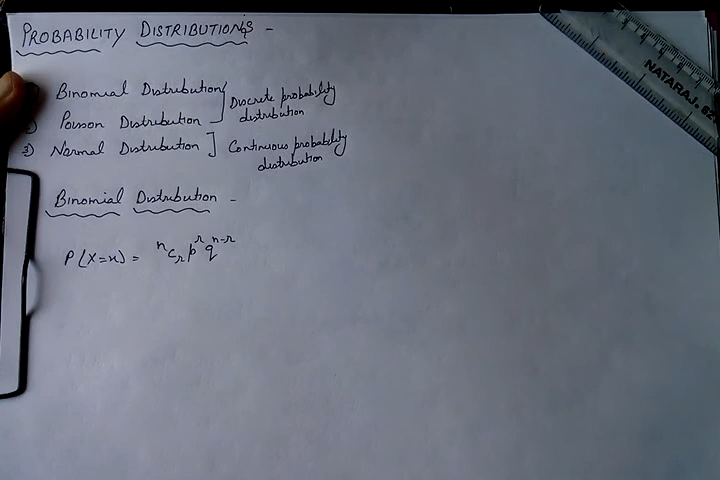 PROBABILITY DISTRIBUTIONS -
Binomial Distribution
Poisson Distribution
Discrete probability
distribution
3) Normal Distribution
Continuous probability
distribution
Binomial Distribution -
P(X=x) = ⁿCᵣ pʳ qⁿ⁻ʳ
NATARAJ